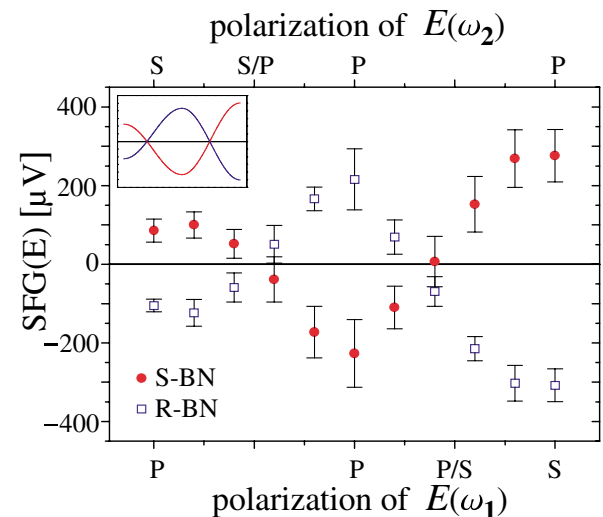 polarization of E(ω₂)
S S/P P P
SFG(E) [μV]
400
200
0
−200
−400
S-BN
R-BN
P P P/S S
polarization of E(ω₁)